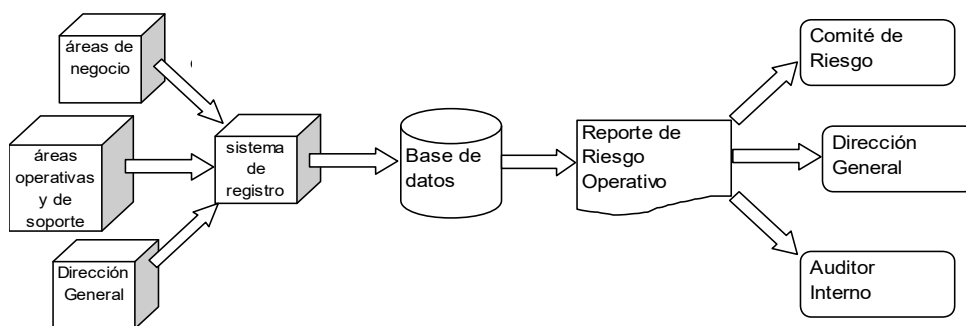 áreas de
negocio
áreas
operativas
y de
soporte
Dirección
General
sistema
de
registro
Base de
datos
Reporte de
Riesgo
Operativo
Comité de
Riesgo
Dirección
General
Auditor
Interno